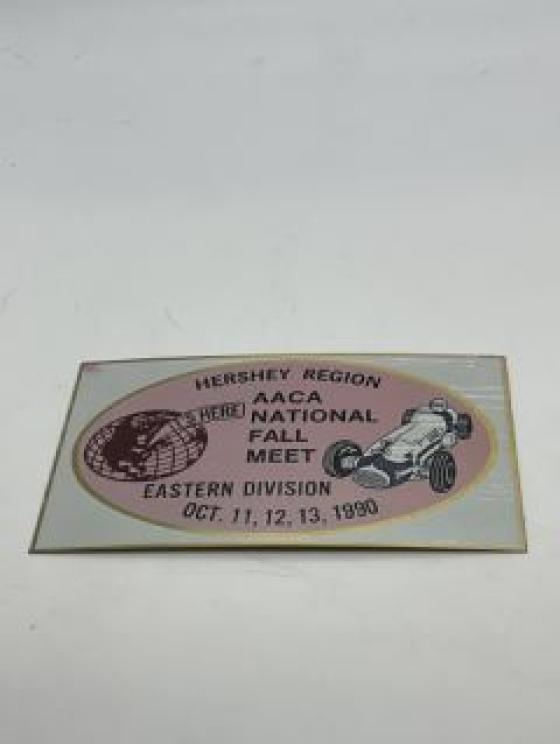 HERSHEY REGION
IS HERE
AACA
NATIONAL
FALL
MEET
EASTERN DIVISION
OCT. 11, 12, 13, 1990